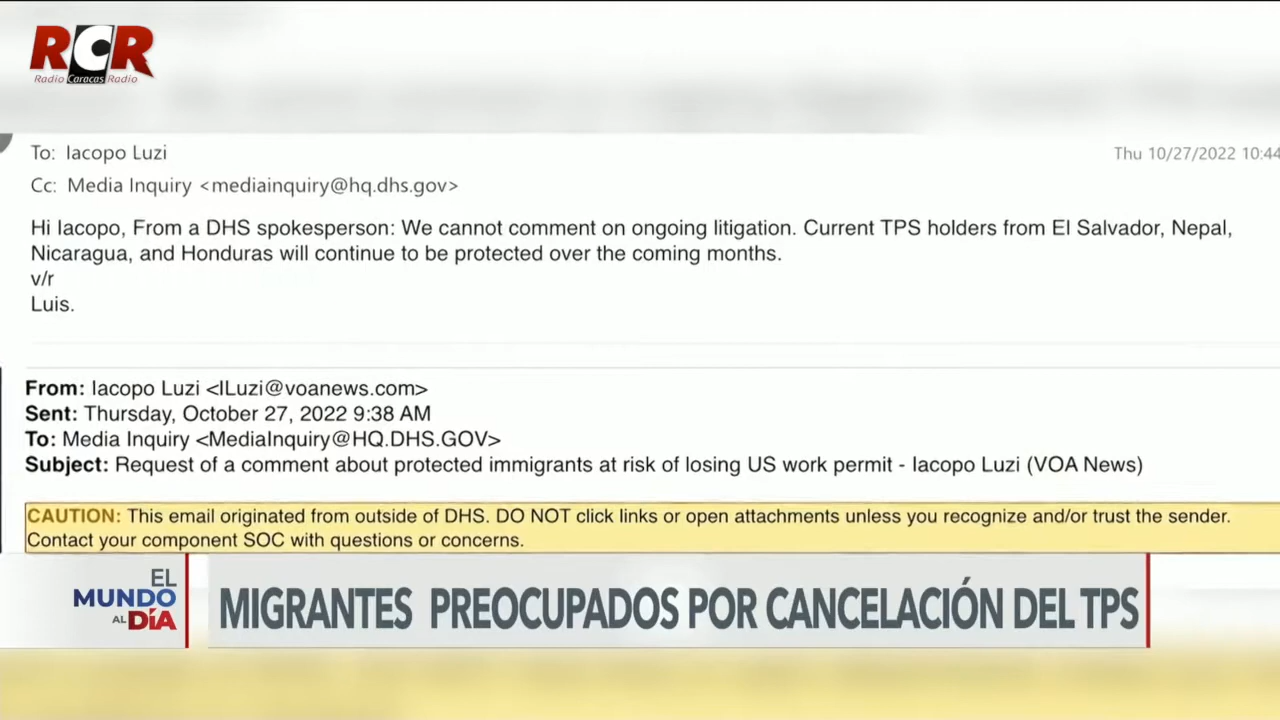 RCR
Radio Caracas Radio
To: Iacopo Luzi
Thu 10/27/2022 10:44
Cc: Media Inquiry <mediainquiry@hq.dhs.gov>
Hi Iacopo, From a DHS spokesperson: We cannot comment on ongoing litigation. Current TPS holders from El Salvador, Nepal,
Nicaragua, and Honduras will continue to be protected over the coming months.
v/r
Luis.
From: Iacopo Luzi <ILuzi@voanews.com>
Sent: Thursday, October 27, 2022 9:38 AM
To: Media Inquiry <MediaInquiry@HQ.DHS.GOV>
Subject: Request of a comment about protected immigrants at risk of losing US work permit - Iacopo Luzi (VOA News)
CAUTION: This email originated from outside of DHS. DO NOT click links or open attachments unless you recognize and/or trust the sender.
Contact your component SOC with questions or concerns.
EL
MUNDO
AL DÍA
MIGRANTES PREOCUPADOS POR CANCELACIÓN DEL TPS